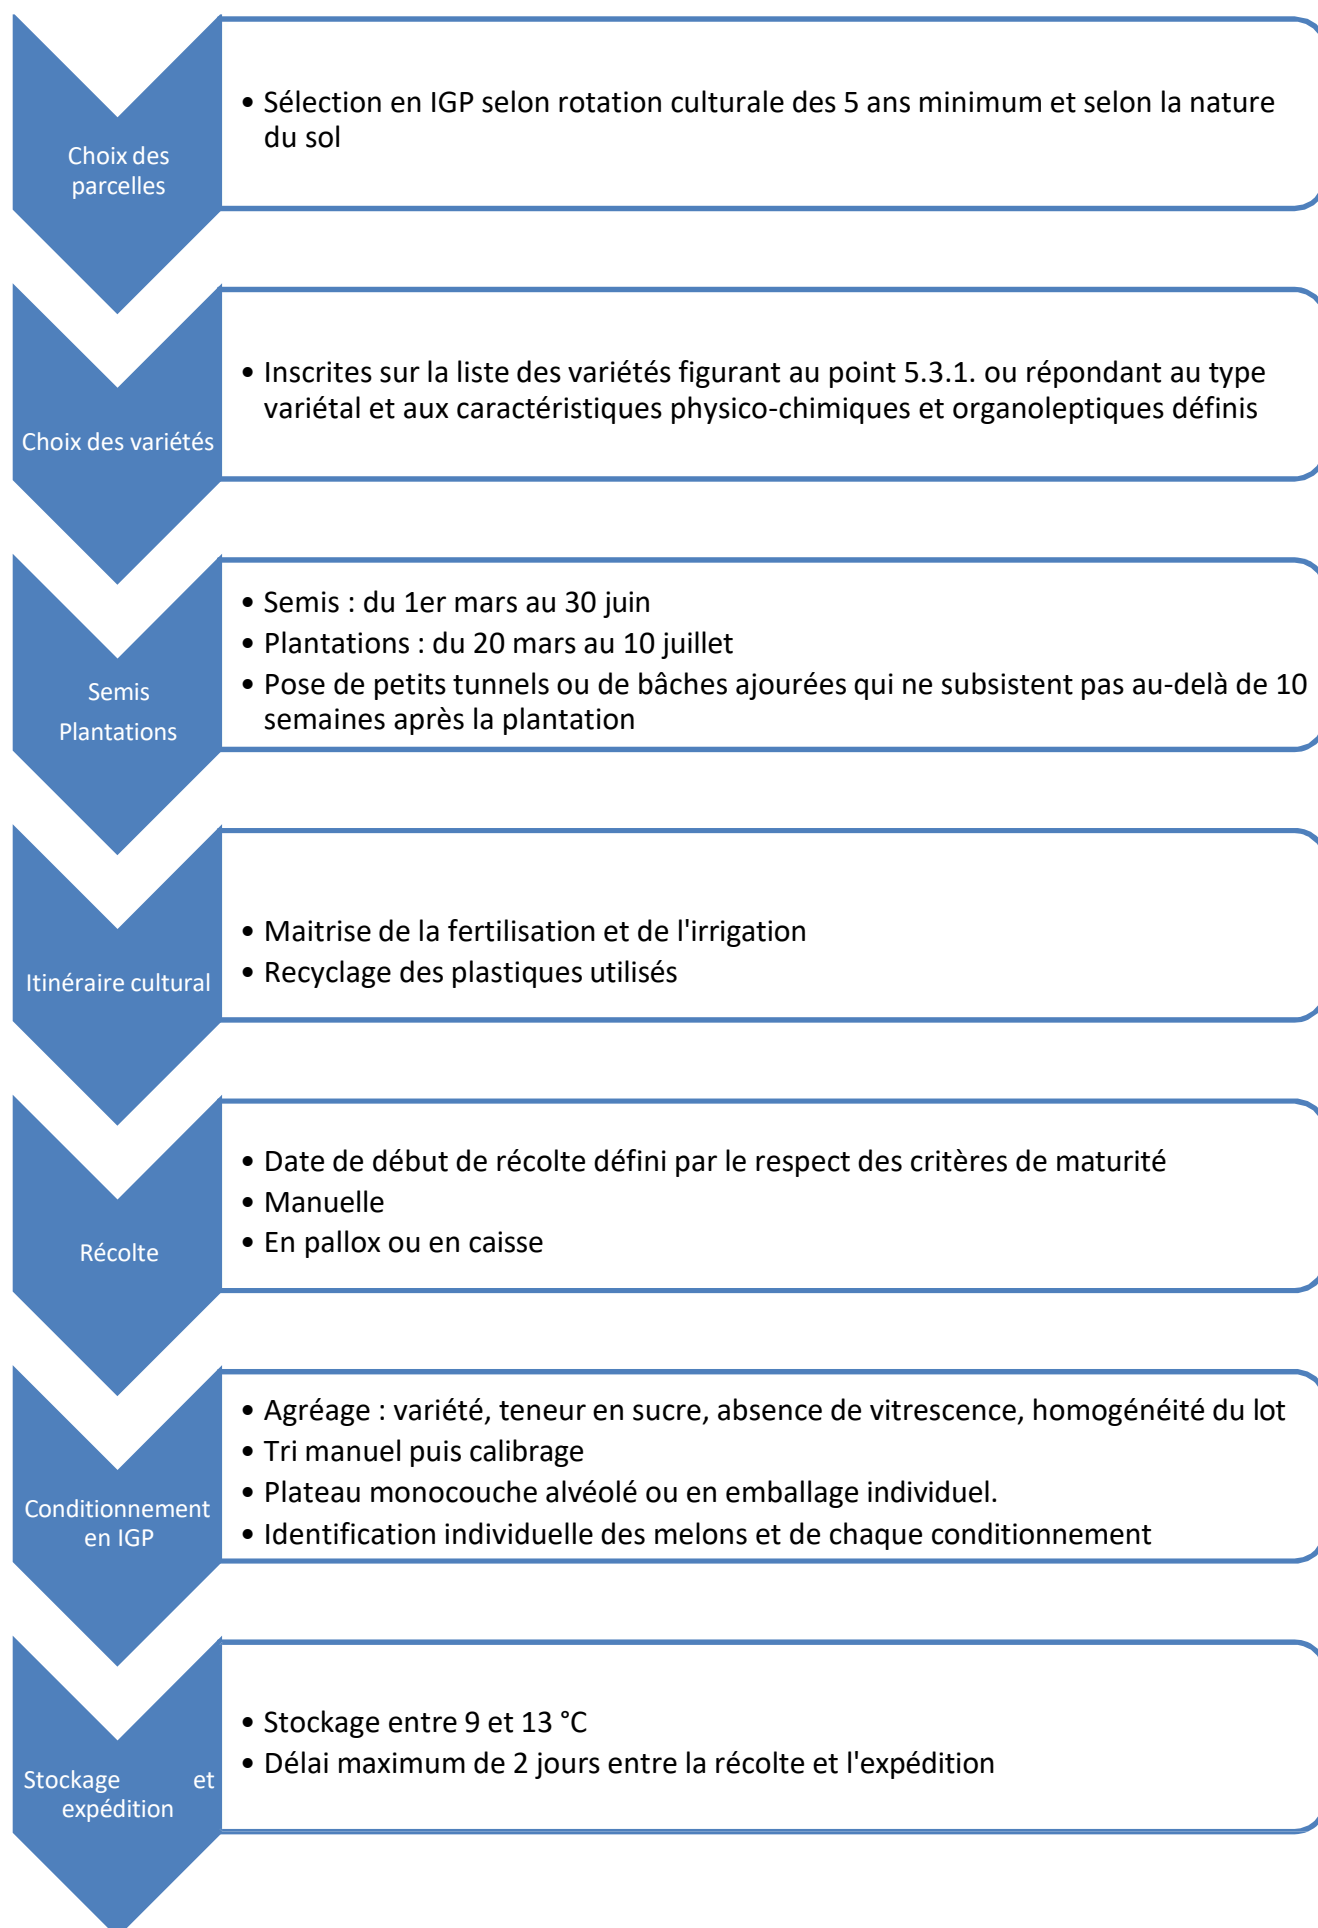 Choix des
parcelles
• Sélection en IGP selon rotation culturale des 5 ans minimum et selon la nature
du sol
Choix des variétés
• Inscrites sur la liste des variétés figurant au point 5.3.1. ou répondant au type
variétal et aux caractéristiques physico-chimiques et organoleptiques définis
Semis
Plantations
• Semis : du 1er mars au 30 juin
• Plantations : du 20 mars au 10 juillet
• Pose de petits tunnels ou de bâches ajourées qui ne subsistent pas au-delà de 10
semaines après la plantation
Itinéraire cultural
• Maitrise de la fertilisation et de l'irrigation
• Recyclage des plastiques utilisés
Récolte
• Date de début de récolte défini par le respect des critères de maturité
• Manuelle
• En pallox ou en caisse
Conditionnement
en IGP
• Agréage : variété, teneur en sucre, absence de vitrescence, homogénéité du lot
• Tri manuel puis calibrage
• Plateau monocouche alvéolé ou en emballage individuel.
• Identification individuelle des melons et de chaque conditionnement
Stockage et
expédition
• Stockage entre 9 et 13 °C
• Délai maximum de 2 jours entre la récolte et l'expédition